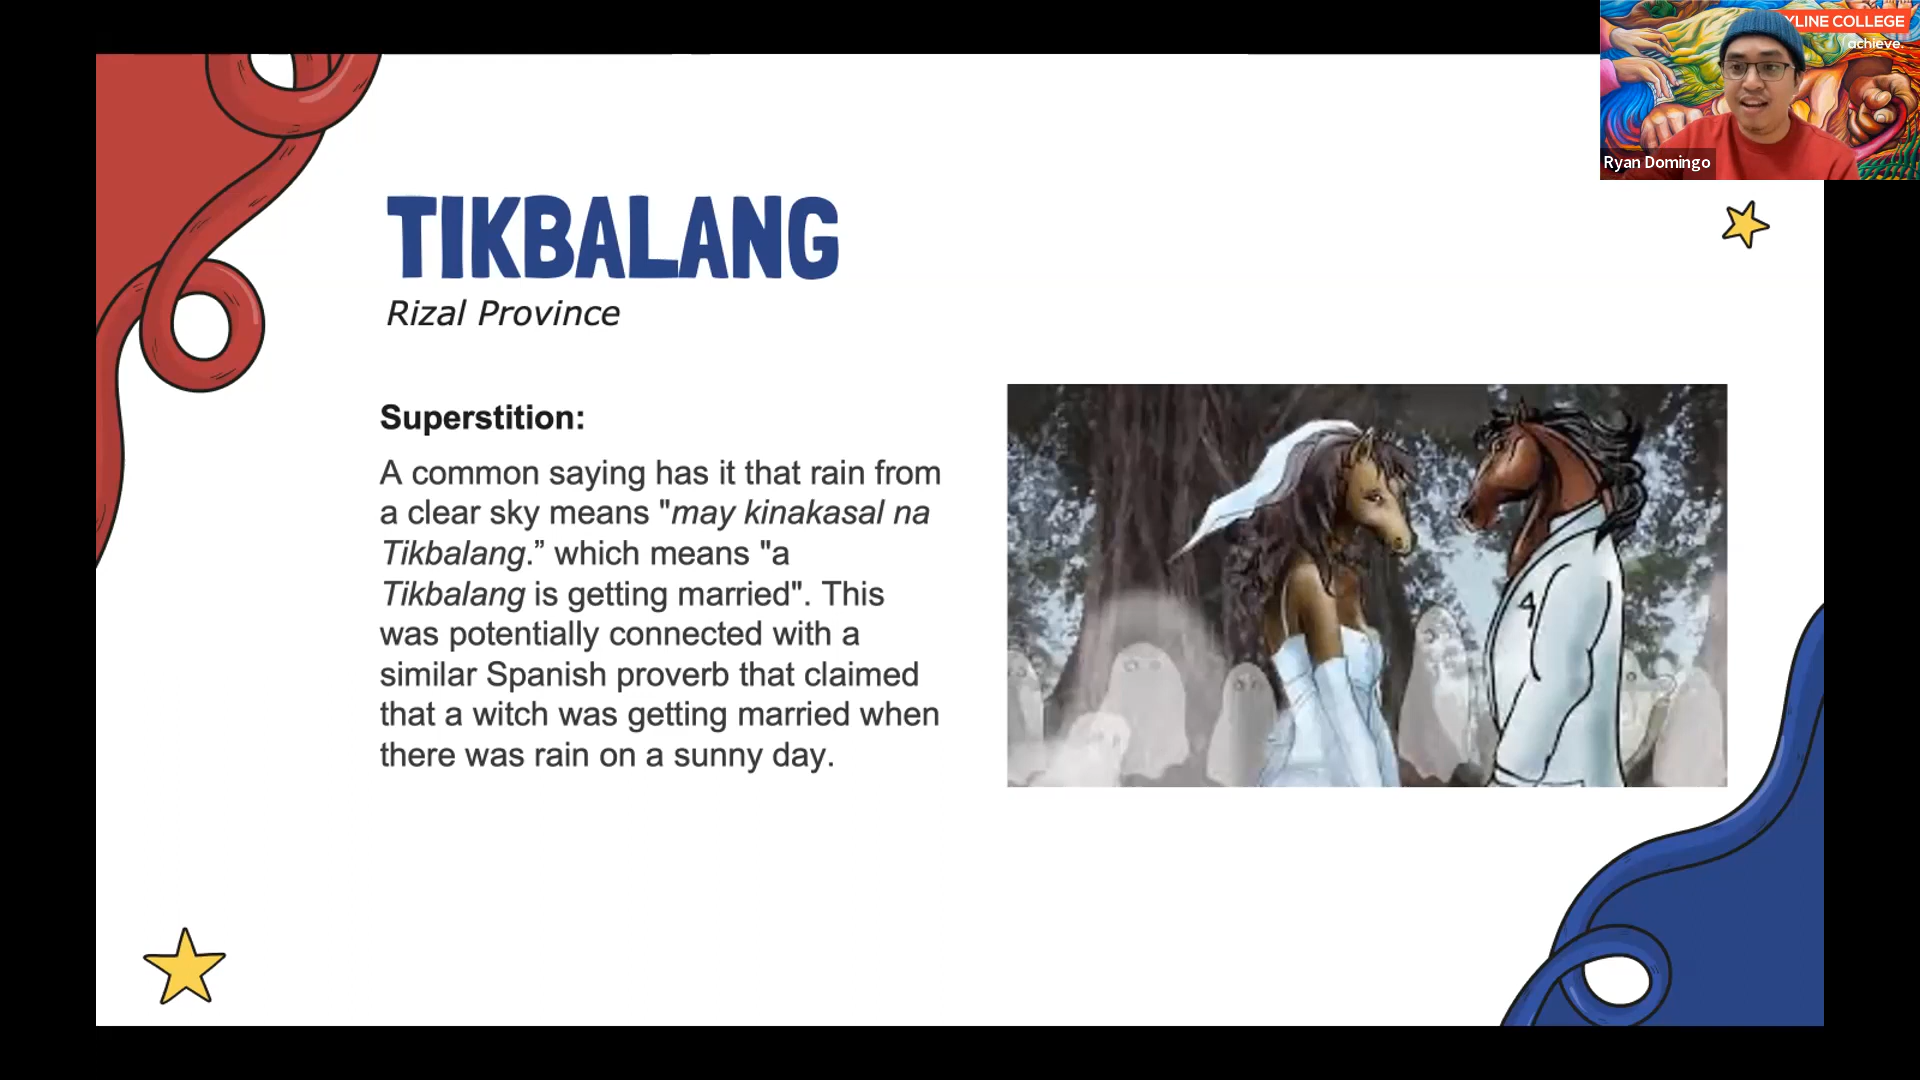 YLINE COLLEGE
achieve.
Ryan Domingo
TIKBALANG
Rizal Province
Superstition:
A common saying has it that rain from
a clear sky means "may kinakasal na
Tikbalang.” which means "a
Tikbalang is getting married". This
was potentially connected with a
similar Spanish proverb that claimed
that a witch was getting married when
there was rain on a sunny day.